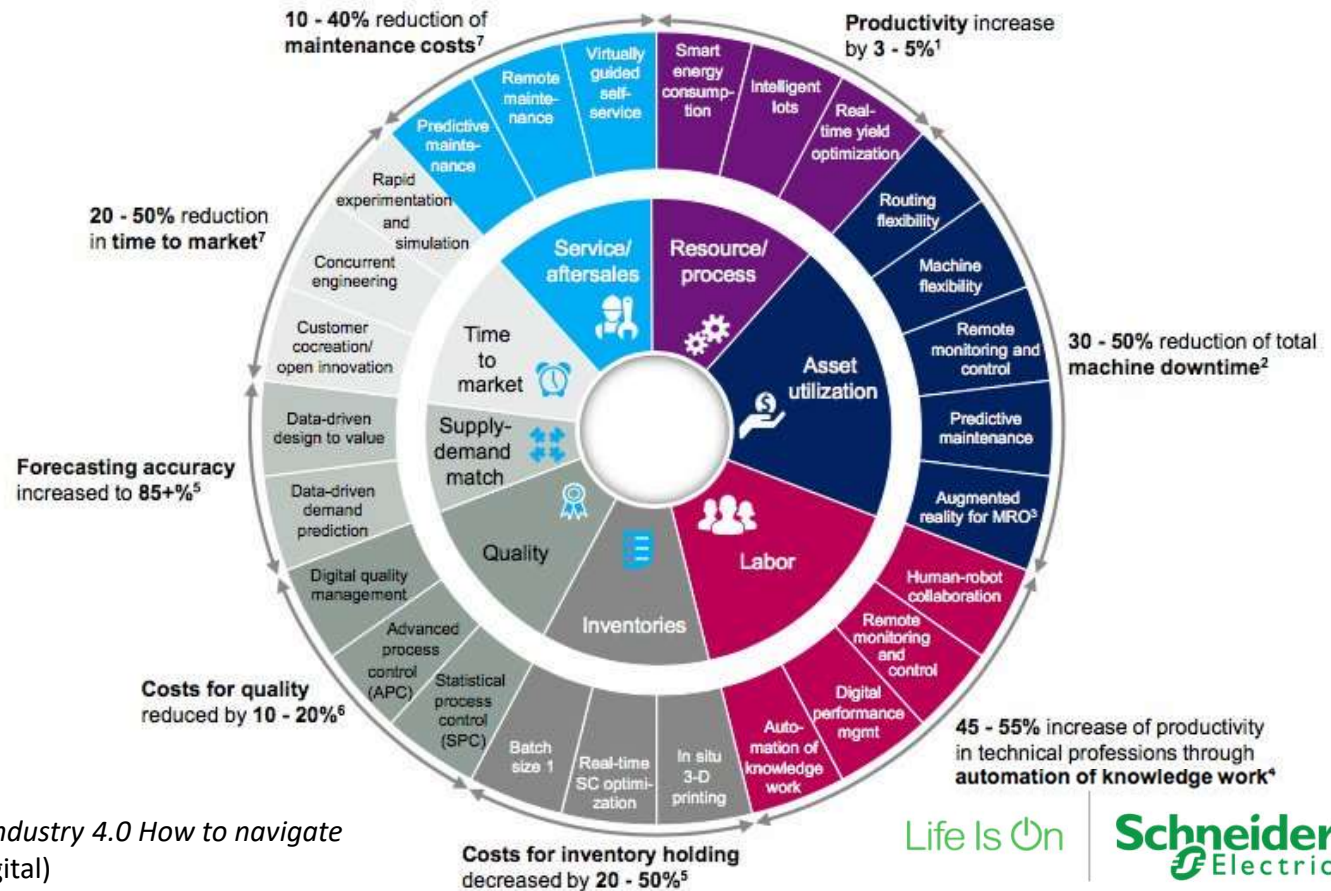 10 - 40% reduction of
maintenance costs⁷
Productivity increase
by 3 - 5%¹
Virtually
guided
self-
service
Smart
energy
consump-
tion
Remote
mainte-
nance
Intelligent
lots
Predictive
mainte-
nance
Real-
time yield
optimization
Rapid
experimentation
and
simulation
Routing
flexibility
20 - 50% reduction
in time to market⁷
Concurrent
engineering
Service/
aftersales
Resource/
process
Machine
flexibility
Customer
cocreation/
open innovation
Time
to
market
Asset
utilization
Remote
monitoring and
control
30 - 50% reduction of total
machine downtime²
Data-driven
design to value
Supply-
demand
match
Predictive
maintenance
Forecasting accuracy
increased to 85+%⁵
Data-driven
demand
prediction
Augmented
reality for MRO³
Quality
Labor
Digital quality
management
Inventories
Human-robot
collaboration
Advanced
process
control
(APC)
Remote
monitoring
and
control
Costs for quality
reduced by 10 - 20%⁶
Statistical
process
control
(SPC)
Digital
performance
mgmt
Batch
size 1
Real-time
SC optimi-
zation
In situ
3-D
printing
Auto-
mation of
knowledge
work
45 - 55% increase of productivity
in technical professions through
automation of knowledge work⁴
ndustry 4.0 How to navigate
gital)
Costs for inventory holding
decreased by 20 - 50%⁵
Life Is On
Schneider
Electric